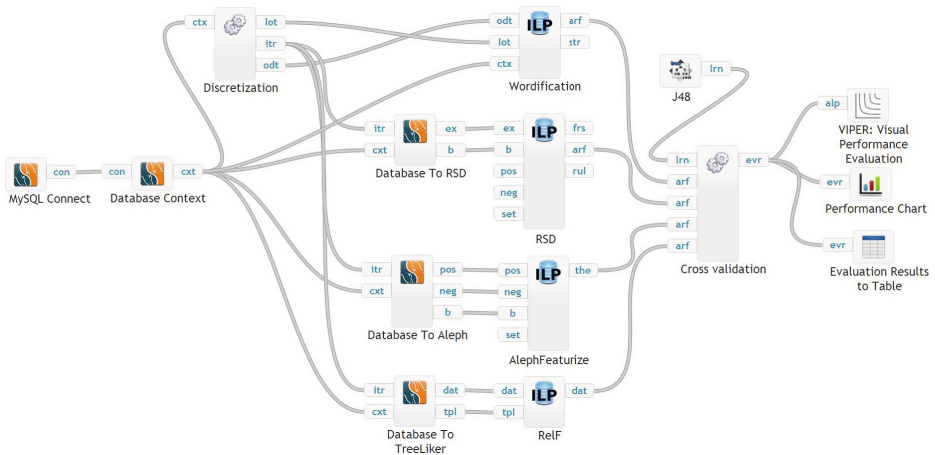 ctx
lot
itr
odt
Discretization
odt
lot
ctx
ILP
arf
str
Wordification
J48
lrn
J48
MySQL Connect
con
con
cxt
Database Context
itr
cxt
ex
b
Database To RSD
ex
b
pos
neg
set
ILP
frs
arf
rul
RSD
itr
cxt
pos
neg
b
Database To Aleph
pos
neg
b
set
ILP
the
AlephFeaturize
itr
cxt
dat
tpl
Database To
TreeLiker
dat
tpl
ILP
dat
RelF
lrn
arf
arf
arf
arf
evr
Cross validation
alp
VIPER: Visual
Performance
Evaluation
evr
Performance Chart
evr
Evaluation Results
to Table